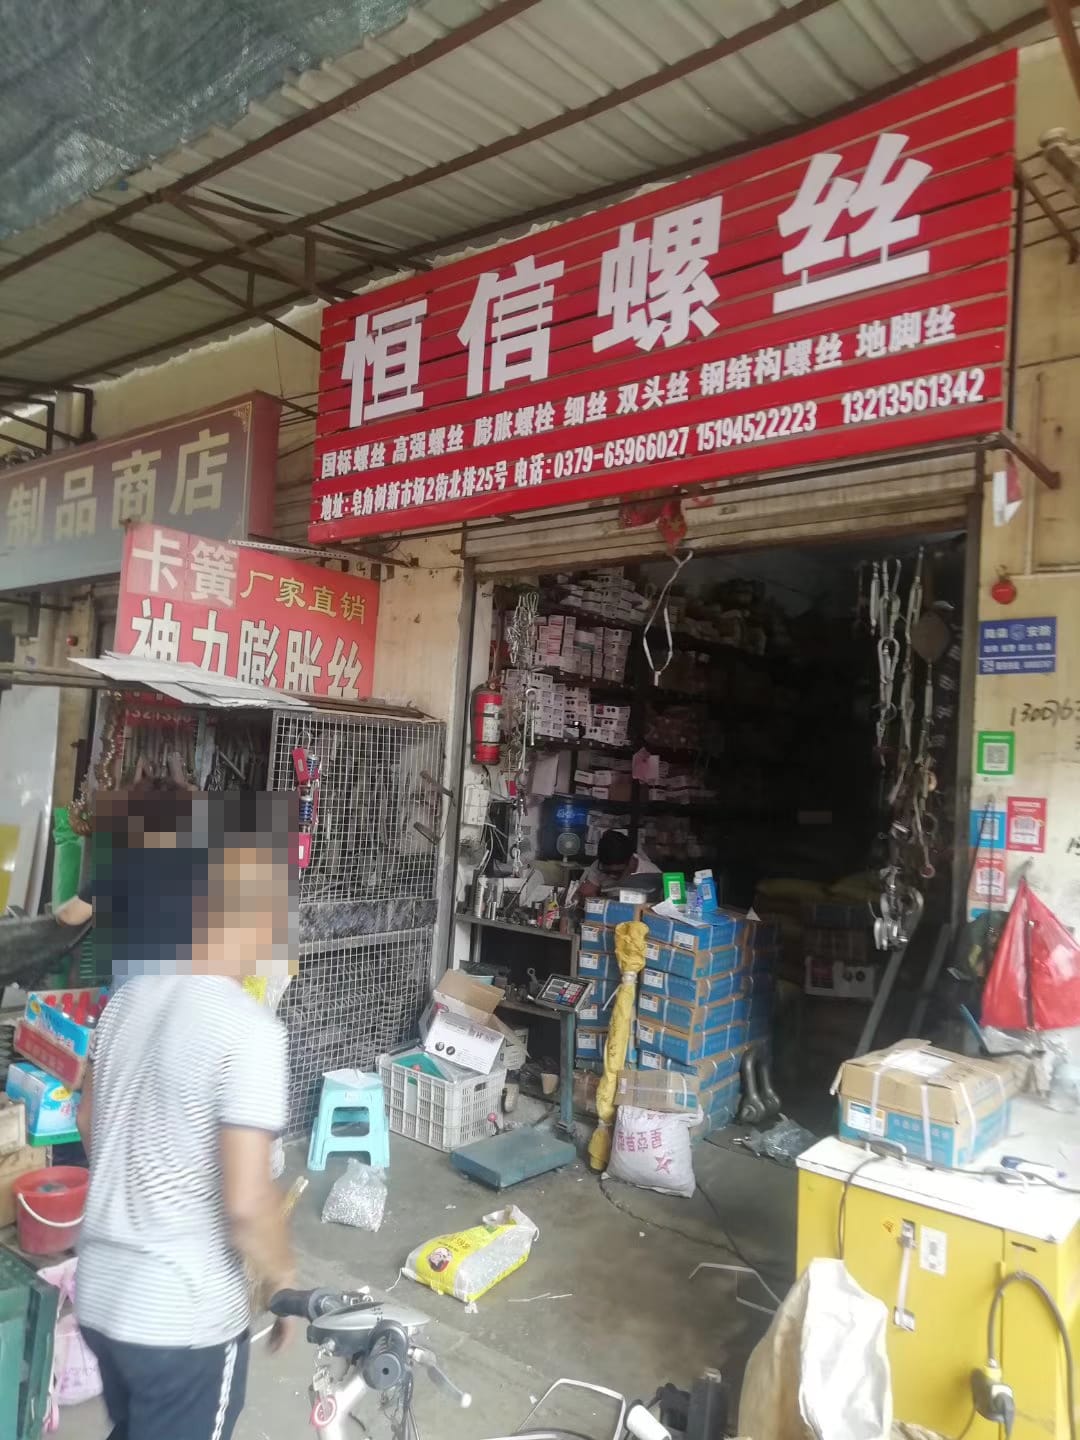 恒信螺丝
国标螺丝 高强螺丝 膨胀螺栓 细丝 双头丝 钢结构螺丝 地脚丝
地址：皂角树新市场2街北排25号 电话：0379-65966027 15194522223 13213561342
制品商店
卡簧厂家直销
神力膨胀丝